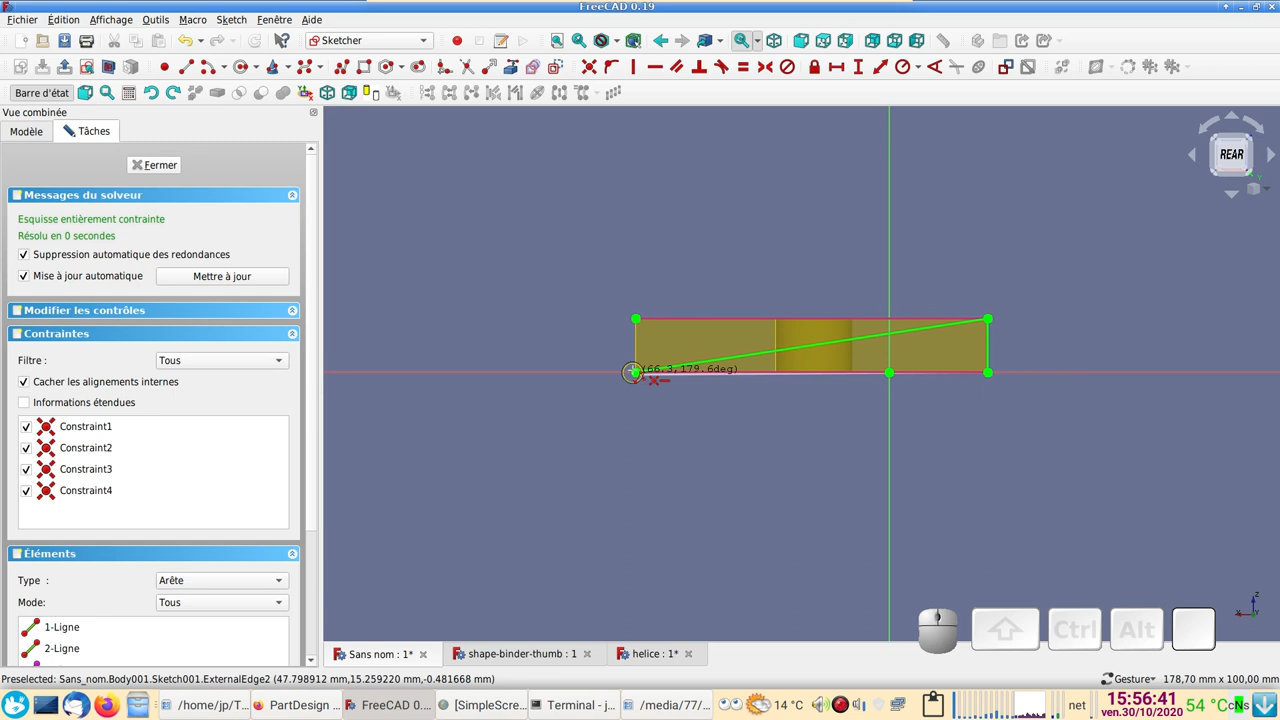 FreeCAD 0.19
Fichier Édition Affichage Outils Macro Sketch Fenêtre Aide
Sketcher
Barre d'état
Vue combinée
Modèle Tâches
Fermer
Messages du solveur
Esquisse entièrement contrainte
Résolu en 0 secondes
Suppression automatique des redondances
Mise à jour automatique Mettre à jour
Modifier les contrôles
Contraintes
Filtre : Tous
Cacher les alignements internes
Informations étendues
Constraint1
Constraint2
Constraint3
Constraint4
Éléments
Type : Arête
Mode: Tous
1-Ligne
2-Ligne
REAR
(66.3,179.6deg)
Ctrl Alt
Sans nom : 1* shape-binder-thumb : 1 helice : 1*
Preselected: Sans_nom.Body001.Sketch001.ExternalEdge2 (47.798912 mm,15.259220 mm,-0.481668 mm) Gesture 178,70 mm x 100,00 mm
/home/jp/T... PartDesign ... FreeCAD 0.... [SimpleScre... Terminal - j... /media/77/... 14 °C net 15:56:41 54 °C
ven.30/10/2020